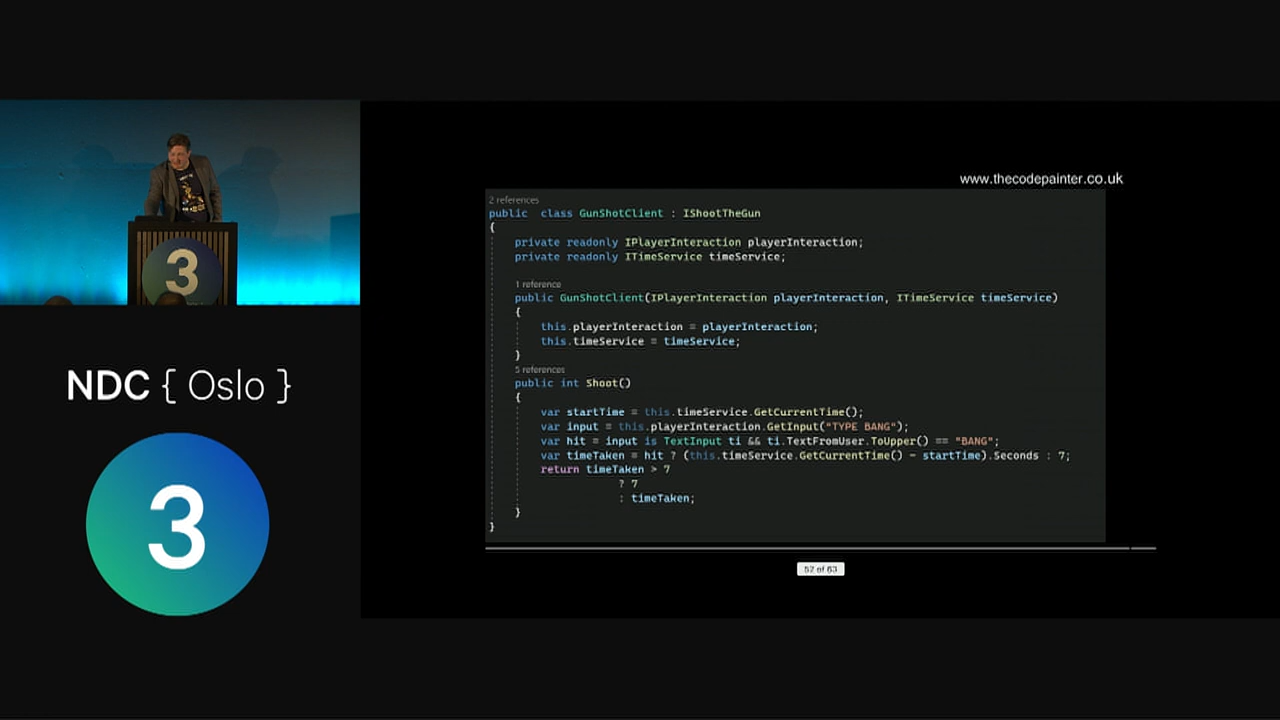 www.thecodepainter.co.uk
2 references
public class GunShotClient : IShootTheGun
{
private readonly IPlayerInteraction playerInteraction;
private readonly ITimeService timeService;
1 reference
public GunShotClient(IPlayerInteraction playerInteraction, ITimeService timeService)
{
this.playerInteraction = playerInteraction;
this.timeService = timeService;
}
5 references
public int Shoot()
{
var startTime = this.timeService.GetCurrentTime();
var input = this.playerInteraction.GetInput("TYPE BANG");
var hit = input is TextInput ti && ti.TextFromUser.ToUpper() == "BANG";
var timeTaken = hit ? (this.timeService.GetCurrentTime() - startTime).Seconds : 7;
return timeTaken > 7
? 7
: timeTaken;
}
}
52 of 63
3
NDC { Oslo }
3